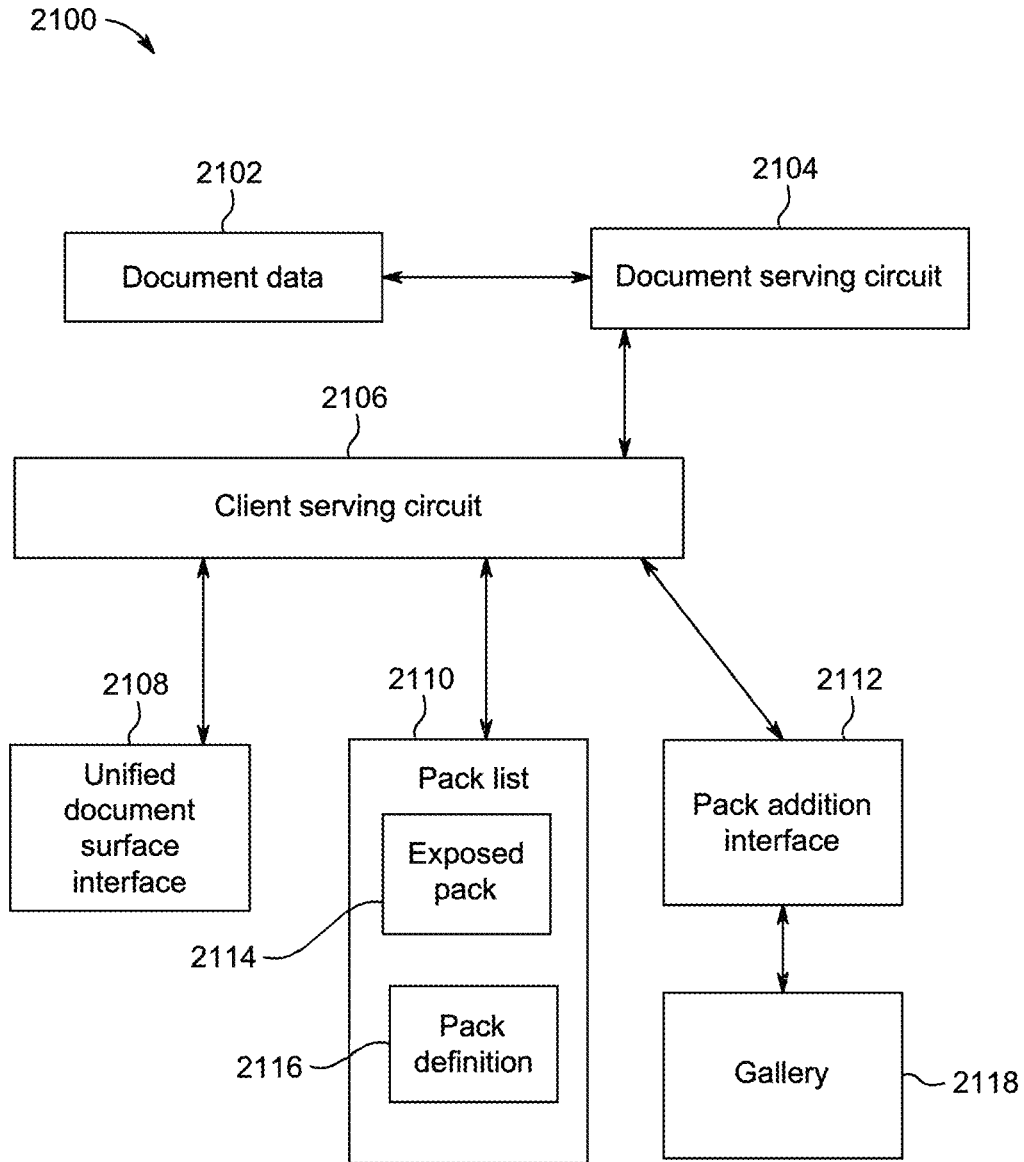 2100
2102
2104
Document data
Document serving circuit
2106
Client serving circuit
2108
2110
2112
Unified
document
surface
interface
Pack list
Exposed
pack
2114
Pack
definition
2116
Pack addition
interface
Gallery
2118